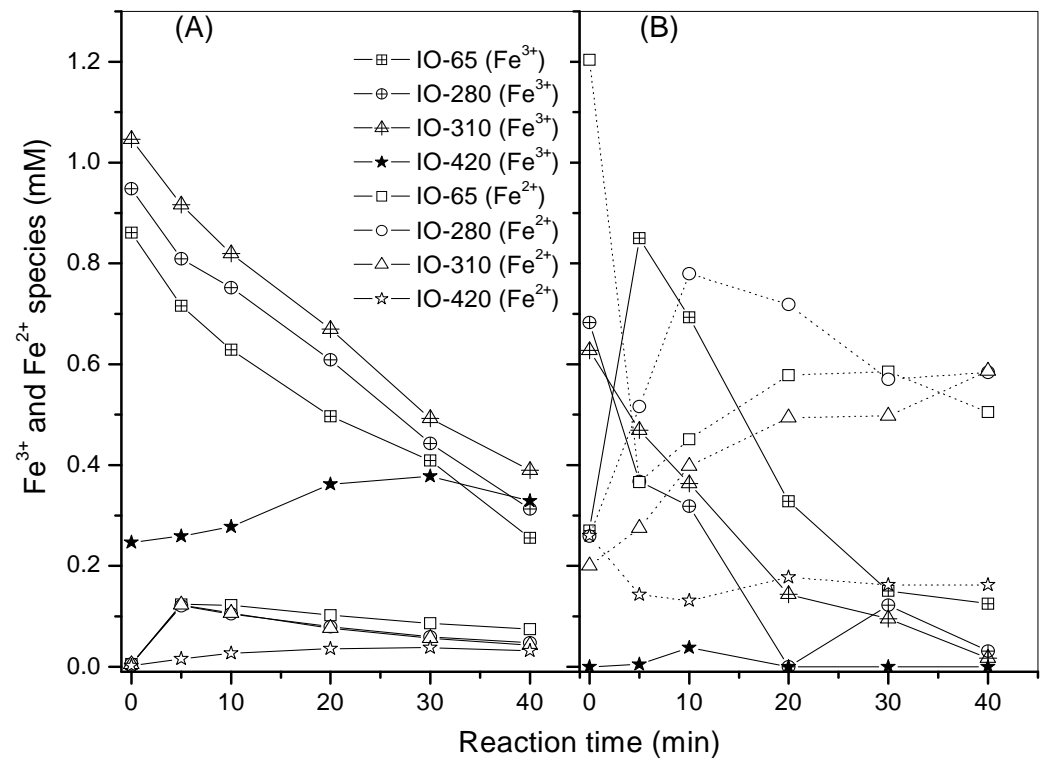 (A)
(B)
IO-65 (Fe³⁺)
IO-280 (Fe³⁺)
IO-310 (Fe³⁺)
IO-420 (Fe³⁺)
IO-65 (Fe²⁺)
IO-280 (Fe²⁺)
IO-310 (Fe²⁺)
IO-420 (Fe²⁺)
Fe³⁺ and Fe²⁺ species (mM)
1.2
1.0
0.8
0.6
0.4
0.2
0.0
0 10 20 30 40 0 10 20 30 40
Reaction time (min)